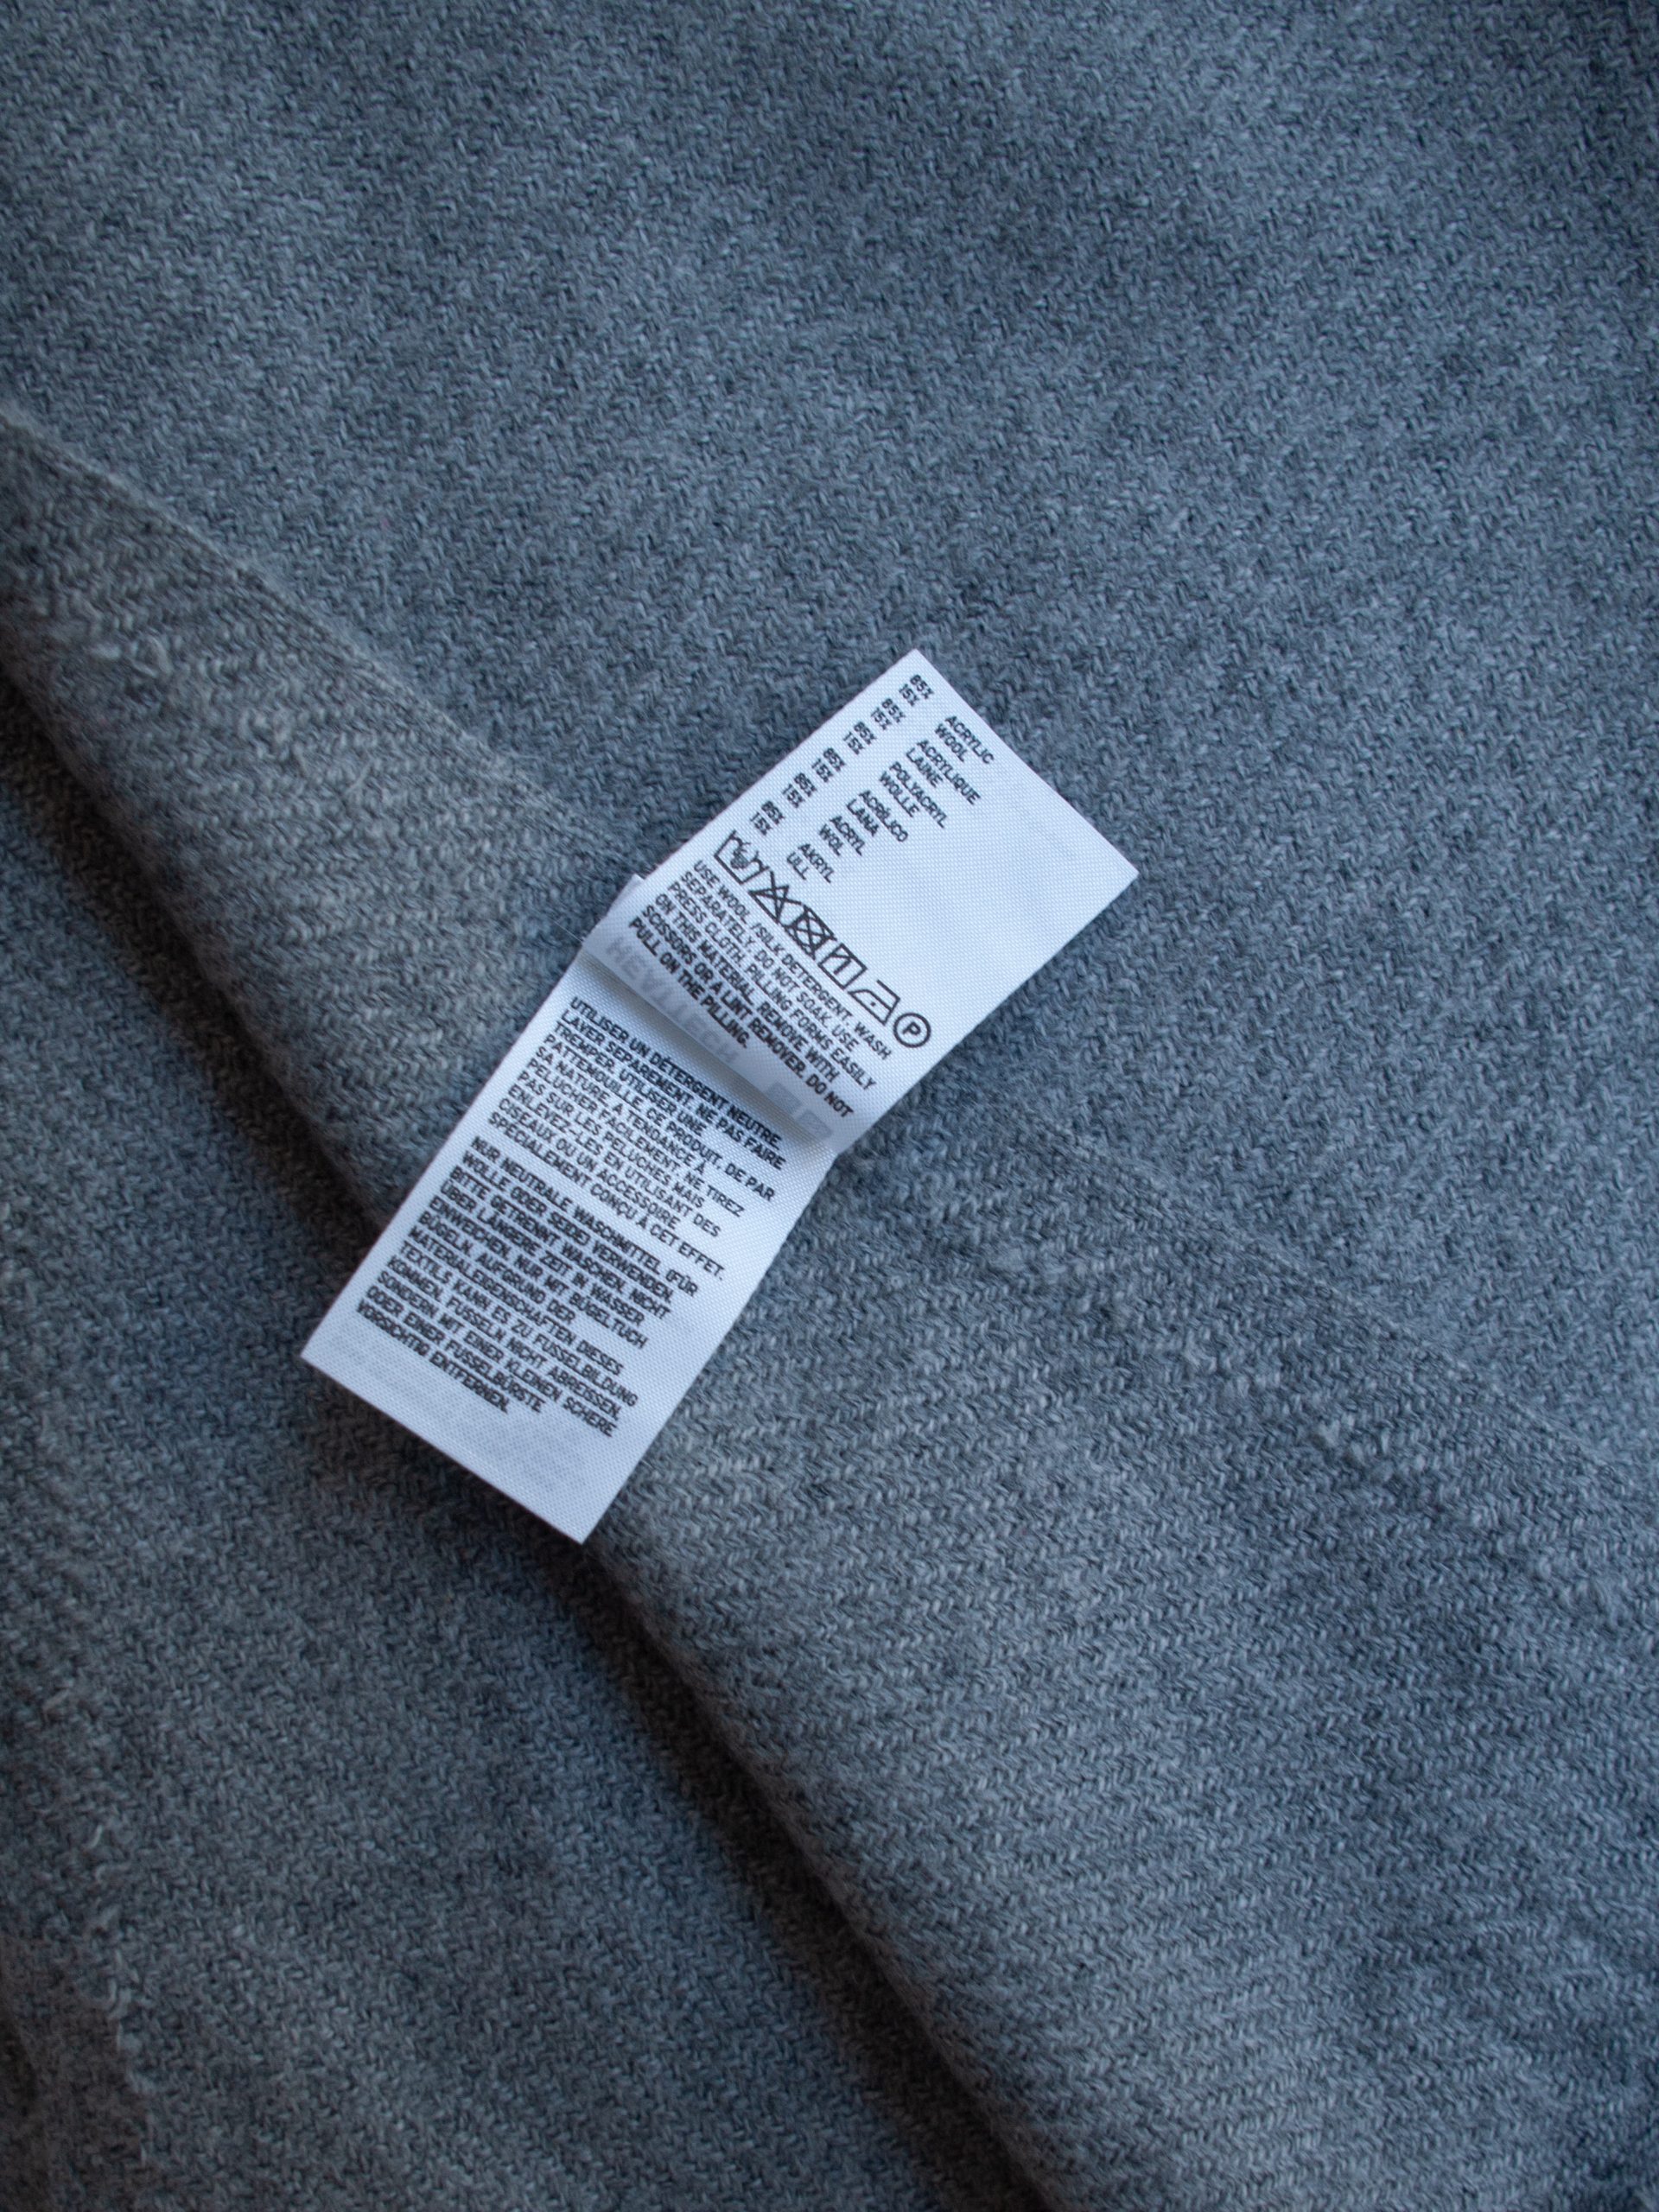 85% ACRYLIC
15% WOOL
85% ACRYLIQUE
15% LAINE
85% POLYACRYL
15% WOLLE
85% ACRÍLICO
15% LANA
85% ACRYL
15% WOL
85% AKRYL
15% ULL
P
USE WOOL /SILK DETERGENT. WASH
SEPARATELY. DO NOT SOAK. USE
PRESS CLOTH. PILLING FORMS EASILY
ON THIS MATERIAL. REMOVE WITH
SCISSORS OR A LINT REMOVER. DO NOT
PULL ON THE PILLING.
UTILISER UN DÉTERGENT NEUTRE.
LAVER SÉPARÉMENT. NE PAS FAIRE
TREMPER. UTILISER UNE
PATTEMOUILLE. CE PRODUIT, DE PAR
SA NATURE, A TENDANCE À
PELUCHER FACILEMENT. NE TIREZ
PAS SUR LES PELUCHES MAIS
ENLEVEZ-LES EN UTILISANT DES
CISEAUX OU UN ACCESSOIRE
SPÉCIALEMENT CONÇU À CET EFFET.
NUR NEUTRALE WASCHMITTEL (FÜR
WOLLE ODER SEIDE) VERWENDEN.
BITTE GETRENNT WASCHEN. NICHT
ÜBER LÄNGERE ZEIT IN WASSER
EINWEICHEN. NUR MIT BÜGELTUCH
BÜGELN. AUFGRUND DER
MATERIALEIGENSCHAFTEN DIESES
TEXTILS KANN ES ZU FUSSELBILDUNG
KOMMEN. FUSSELN NICHT ABREISSEN,
SONDERN MIT EINER KLEINEN SCHERE
ODER EINER FUSSELBÜRSTE
VORSICHTIG ENTFERNEN.